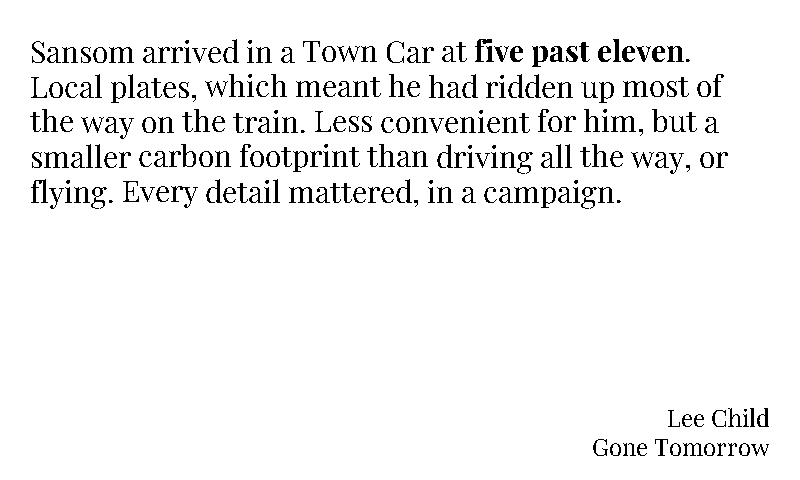 Sansom arrived in a Town Car at five past eleven.
Local plates, which meant he had ridden up most of
the way on the train. Less convenient for him, but a
smaller carbon footprint than driving all the way, or
flying. Every detail mattered, in a campaign.
Lee Child
Gone Tomorrow